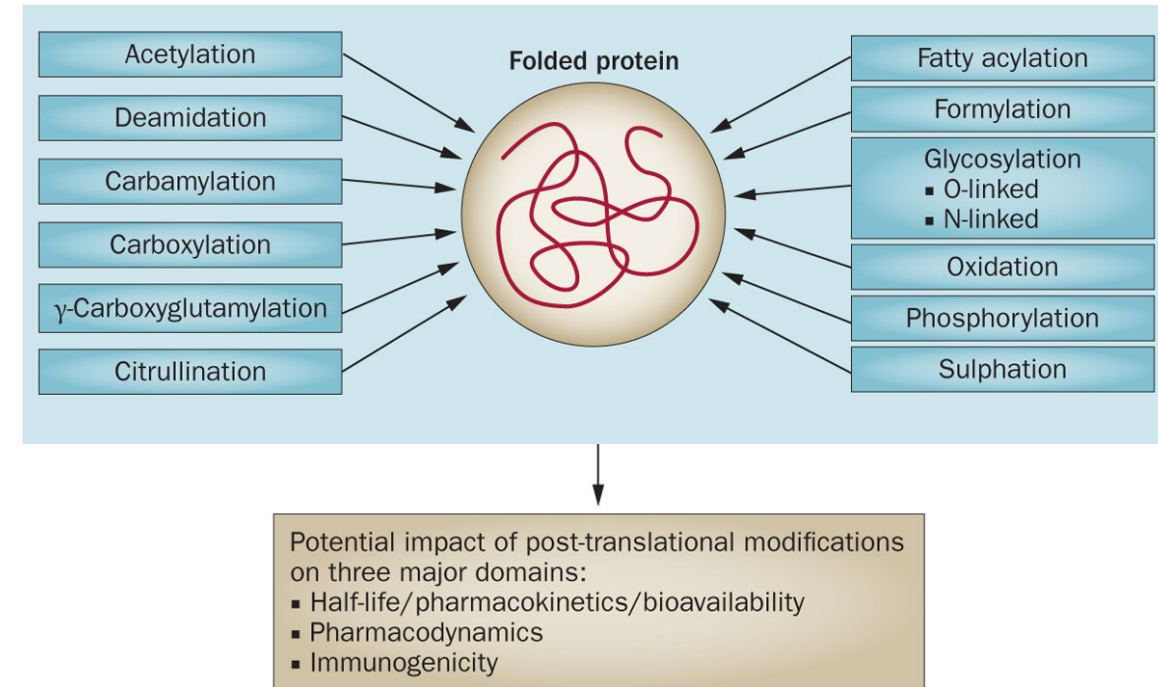 Acetylation
Deamidation
Carbamylation
Carboxylation
γ-Carboxyglutamylation
Citrullination
Folded protein
Fatty acylation
Formylation
Glycosylation
▪ O-linked
▪ N-linked
Oxidation
Phosphorylation
Sulphation
Potential impact of post-translational modifications
on three major domains:
▪ Half-life/pharmacokinetics/bioavailability
▪ Pharmacodynamics
▪ Immunogenicity